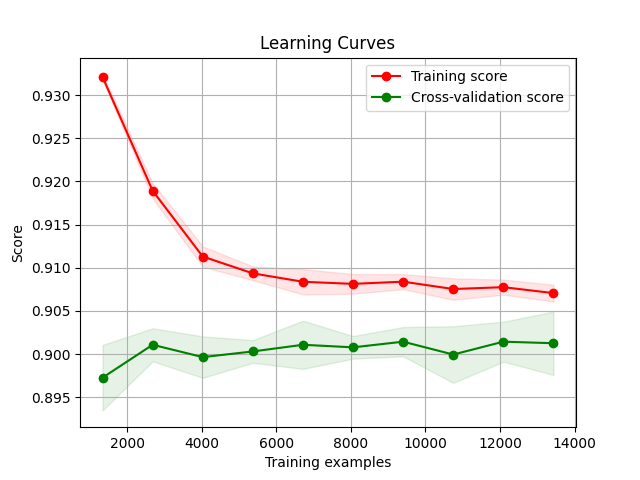 Learning Curves
Training score
Cross-validation score
0.930
0.925
0.920
0.915
0.910
0.905
0.900
0.895
Score
2000 4000 6000 8000 10000 12000 14000
Training examples